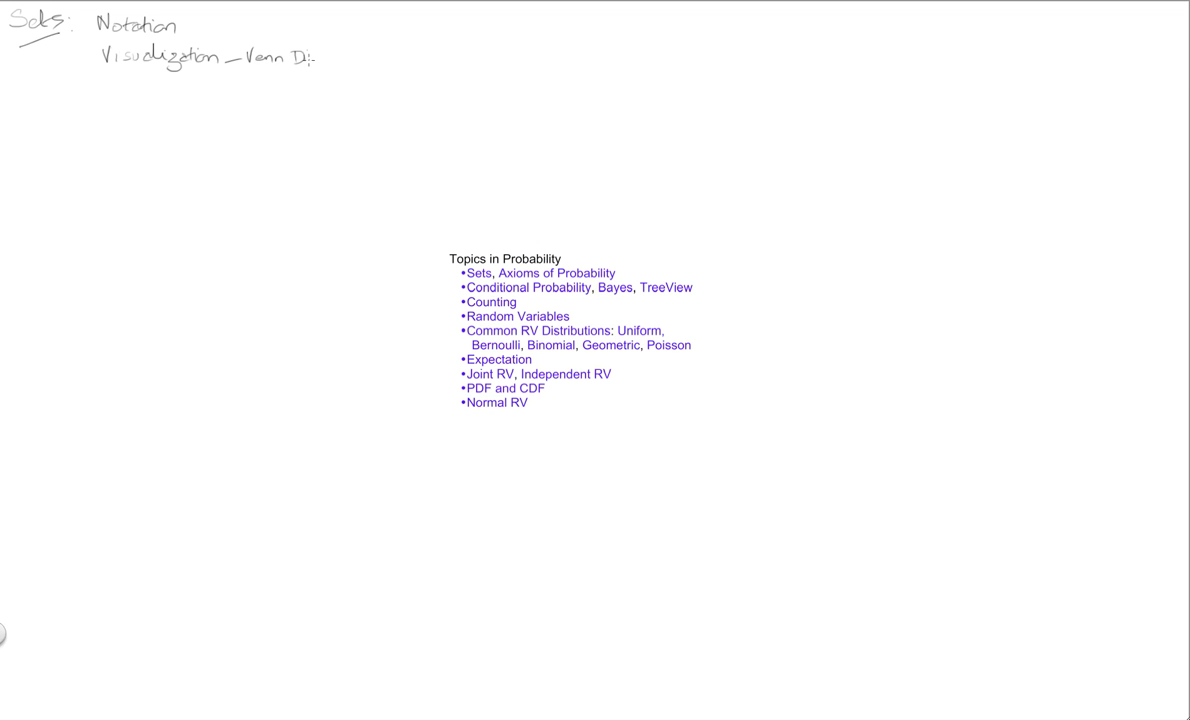 Sets: Notation
Visualization - Venn Di
Topics in Probability
•Sets, Axioms of Probability
•Conditional Probability, Bayes, TreeView
•Counting
•Random Variables
•Common RV Distributions: Uniform,
Bernoulli, Binomial, Geometric, Poisson
•Expectation
•Joint RV, Independent RV
•PDF and CDF
•Normal RV